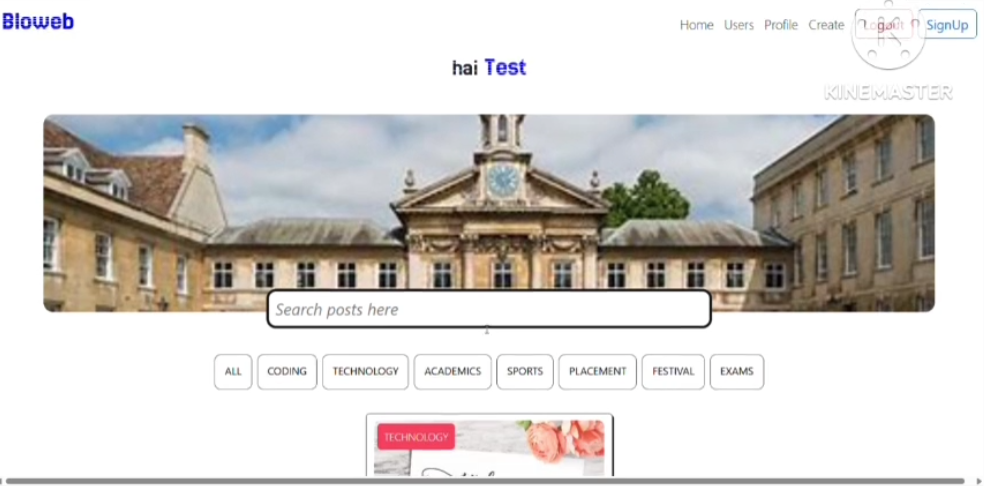 Bloweb
Home Users Profile Create Logout SignUp
KINEMASTER
hai Test
Search posts here
ALL CODING TECHNOLOGY ACADEMICS SPORTS PLACEMENT FESTIVAL EXAMS
TECHNOLOGY